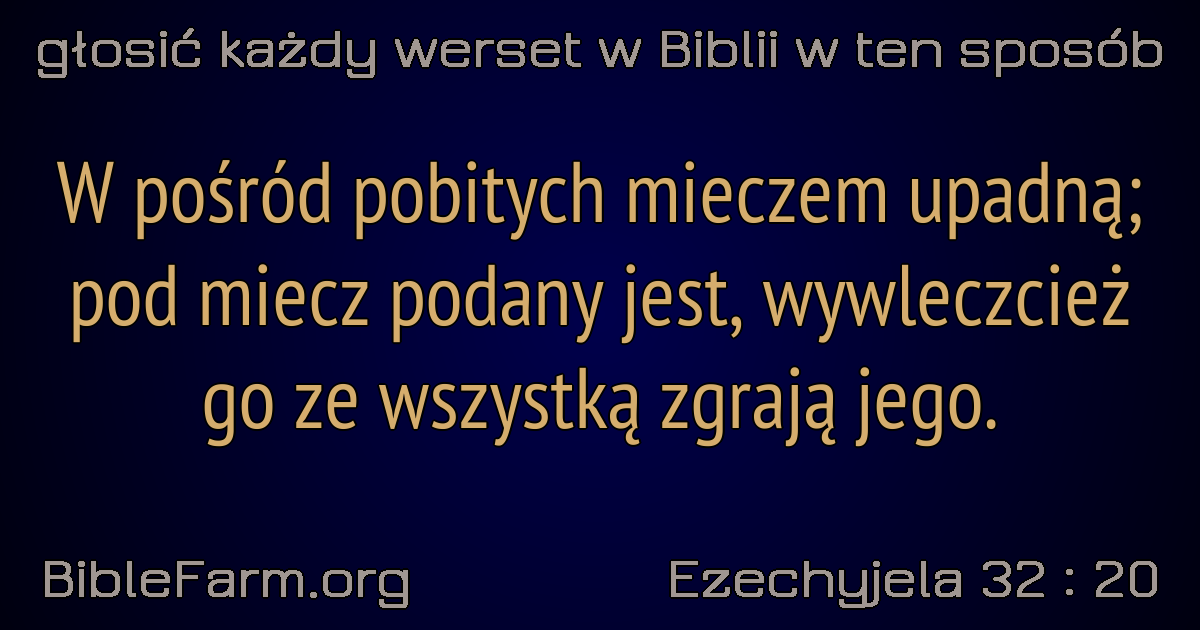 głosić każdy werset w Biblii w ten sposób
W pośród pobitych mieczem upadną;
pod miecz podany jest, wywleczcież
go ze wszystką zgrają jego.
BibleFarm.org
Ezechyjela 32 : 20